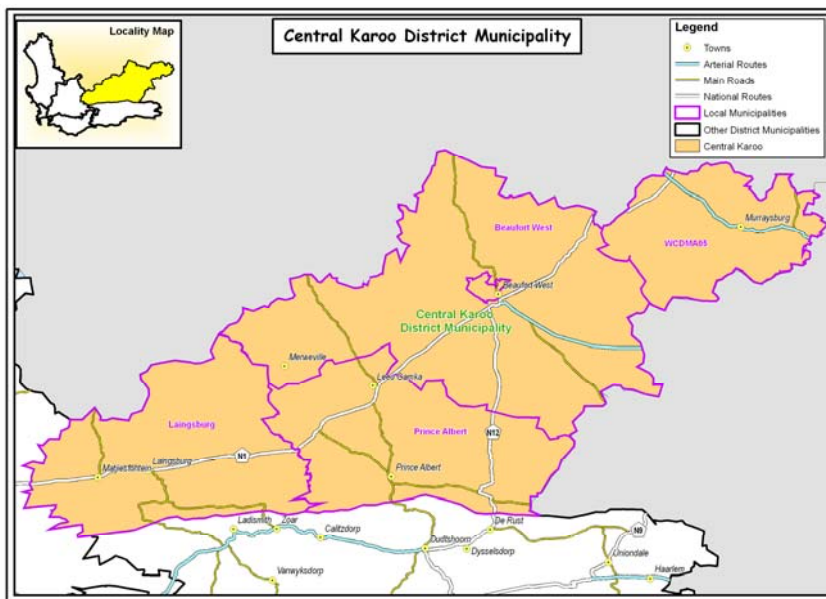 Locality Map
Central Karoo District Municipality
Legend
Towns
Arterial Routes
Main Roads
National Routes
Local Municipalities
Other District Municipalities
Central Karoo
Beaufort West
Murraysburg
WCDMA05
Beaufort West
Central Karoo
District Municipality
Merweville
Leeu Gamka
Laingsburg
Prince Albert
N12
Laingsburg
N1
Matjiesfontein
Prince Albert
Ladismith
Zoar
Calitzdorp
De Rust
N9
Oudtshoorn
Dysselsdorp
Uniondale
Vanwyksdorp
Haarlem